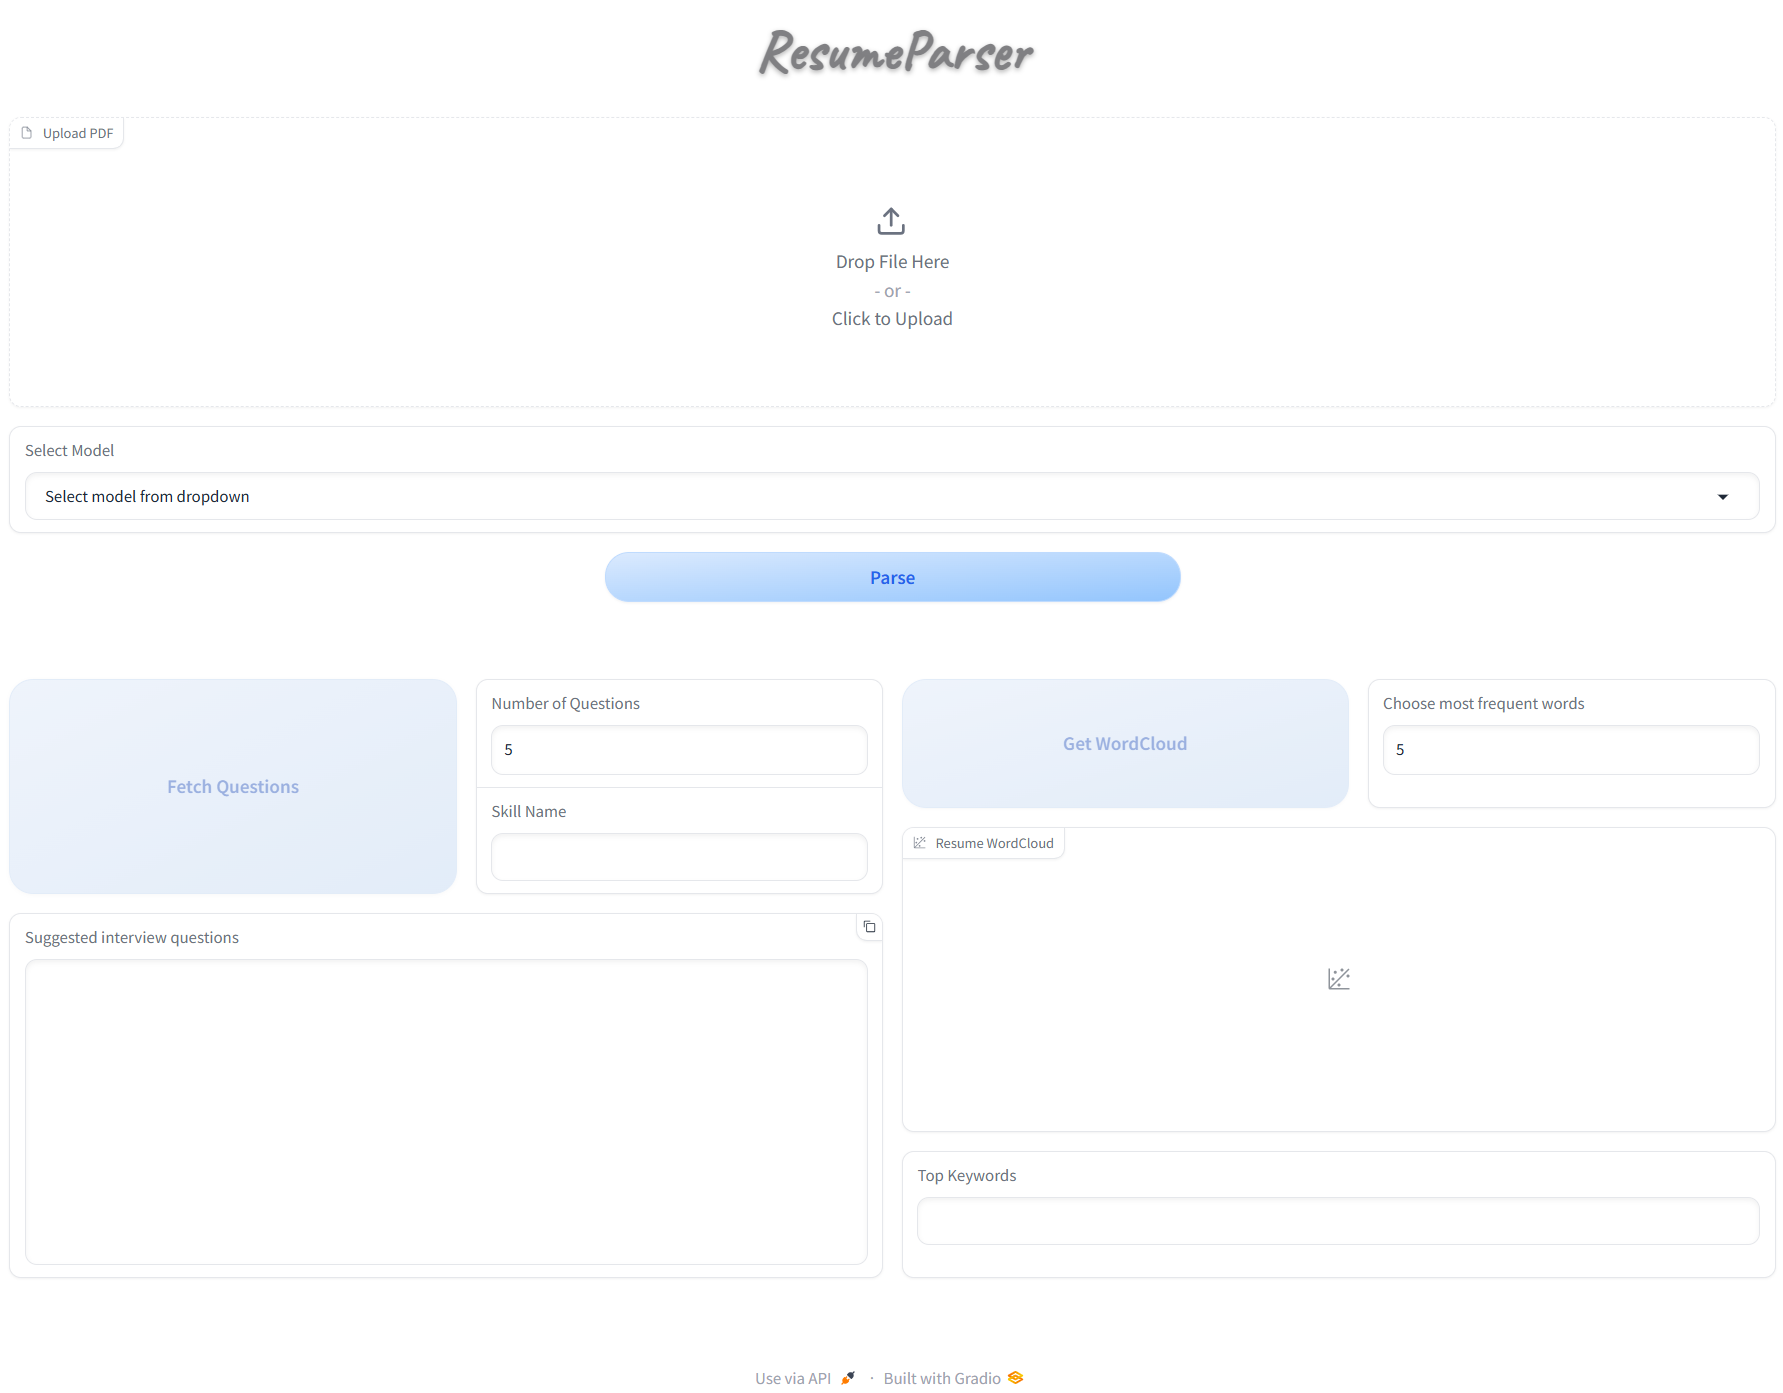 ResumeParser
Upload PDF
Drop File Here
- or -
Click to Upload
Select Model
Select model from dropdown
Parse
Fetch Questions
Number of Questions
5
Skill Name
Suggested interview questions
Get WordCloud
Choose most frequent words
5
Resume WordCloud
Top Keywords
Use via API · Built with Gradio